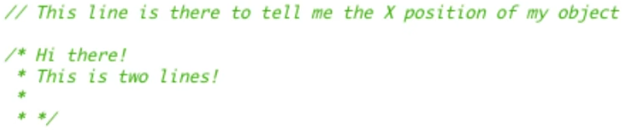 // This line is there to tell me the X position of my object
/* Hi there!
 * This is two lines!
 *
 * */